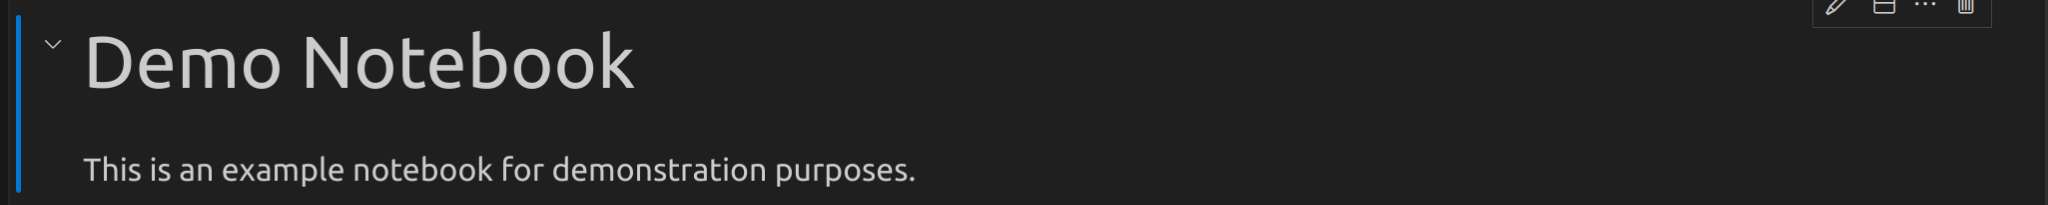 Demo Notebook
This is an example notebook for demonstration purposes.